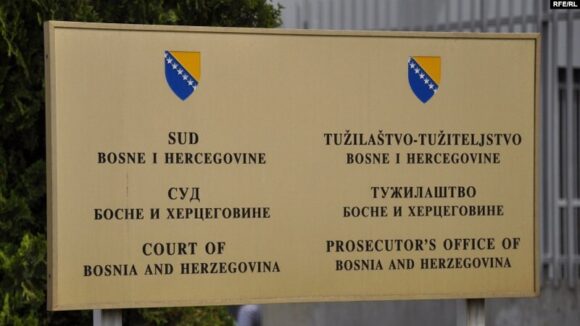 RFE/RL
SUD
BOSNE I HERCEGOVINE
СУД
БОСНЕ И ХЕРЦЕГОВИНЕ
COURT OF
BOSNIA AND HERZEGOVINA
TUŽILAŠTVO-TUŽITELJSTVO
BOSNE I HERCEGOVINE
ТУЖИЛАШТВО
БОСНЕ И ХЕРЦЕГОВИНЕ
PROSECUTOR'S OFFICE OF
BOSNIA AND HERZEGOVINA